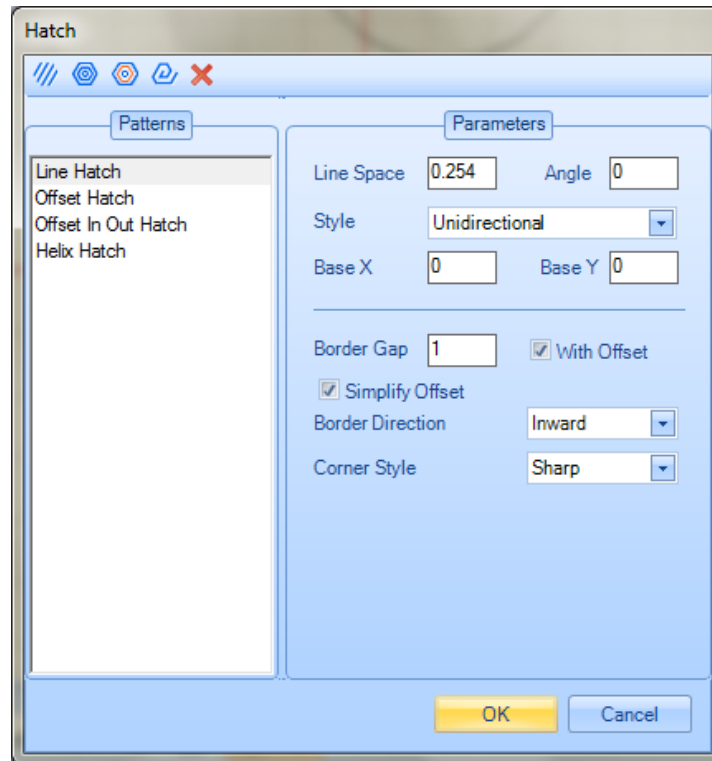 Hatch
Patterns
Line Hatch
Offset Hatch
Offset In Out Hatch
Helix Hatch
Parameters
Line Space 0.254 Angle 0
Style Unidirectional
Base X 0 Base Y 0
Border Gap 1 With Offset
Simplify Offset
Border Direction Inward
Corner Style Sharp
OK Cancel